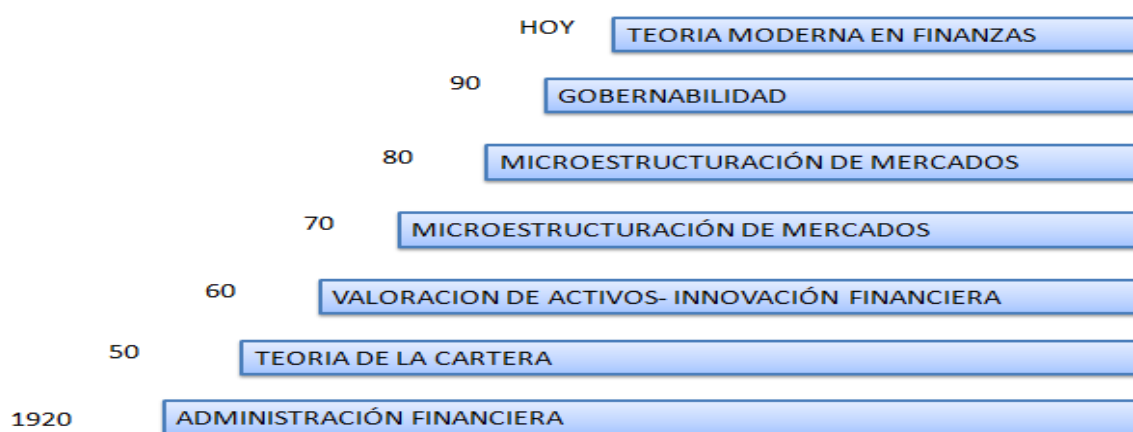 HOY TEORIA MODERNA EN FINANZAS
90 GOBERNABILIDAD
80 MICROESTRUCTURACIÓN DE MERCADOS
70 MICROESTRUCTURACIÓN DE MERCADOS
60 VALORACION DE ACTIVOS- INNOVACIÓN FINANCIERA
50 TEORIA DE LA CARTERA
1920 ADMINISTRACIÓN FINANCIERA